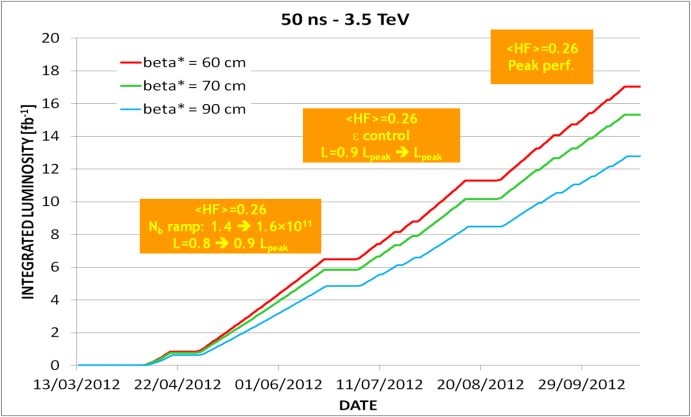 50 ns - 3.5 TeV
INTEGRATED LUMINOSITY [fb⁻¹]
20
18
16
14
12
10
8
6
4
2
0
beta* = 60 cm
beta* = 70 cm
beta* = 90 cm
<HF>=0.26
Peak perf.
<HF>=0.26
ε control
L=0.9 Lpeak ➔ Lpeak
<HF>=0.26
Nb ramp: 1.4 ➔ 1.6×10¹¹
L=0.8 ➔ 0.9 Lpeak
13/03/2012 22/04/2012 01/06/2012 11/07/2012 20/08/2012 29/09/2012
DATE